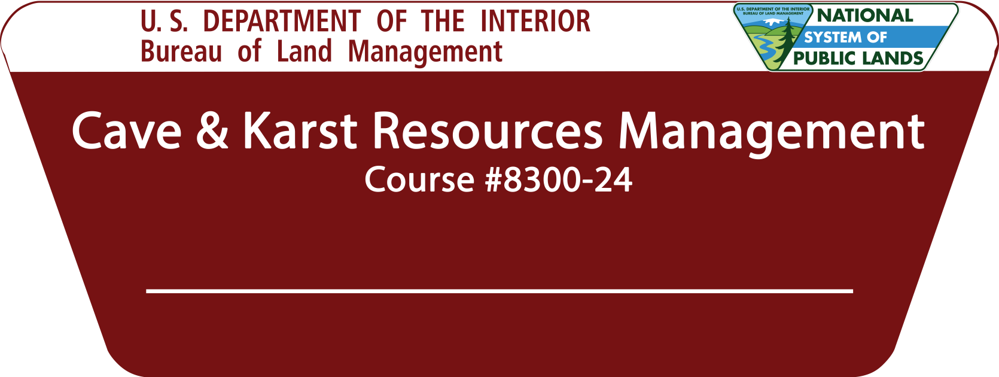 U. S. DEPARTMENT OF THE INTERIOR
Bureau of Land Management
U.S. DEPARTMENT OF THE INTERIOR
BUREAU OF LAND MANAGEMENT
NATIONAL
SYSTEM OF
PUBLIC LANDS
Cave & Karst Resources Management
Course #8300-24